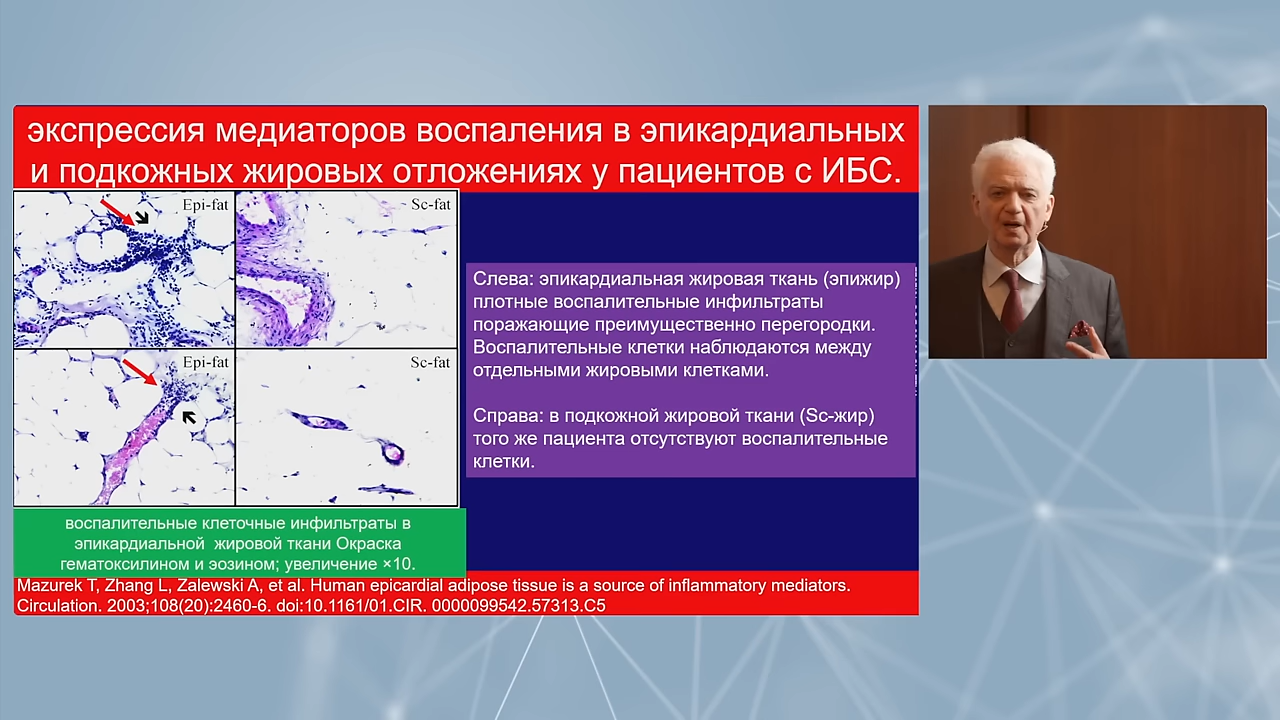 экспрессия медиаторов воспаления в эпикардиальных
и подкожных жировых отложениях у пациентов с ИБС.
Epi-fat
Sc-fat
Epi-fat
Sc-fat
Слева: эпикардиальная жировая ткань (эпижир)
плотные воспалительные инфильтраты
поражающие преимущественно перегородки.
Воспалительные клетки наблюдаются между
отдельными жировыми клетками.
Справа: в подкожной жировой ткани (Sc-жир)
того же пациента отсутствуют воспалительные
клетки.
воспалительные клеточные инфильтраты в
эпикардиальной жировой ткани Окраска
гематоксилином и эозином; увеличение ×10.
Mazurek T, Zhang L, Zalewski A, et al. Human epicardial adipose tissue is a source of inflammatory mediators.
Circulation. 2003;108(20):2460-6. doi:10.1161/01.CIR. 0000099542.57313.C5